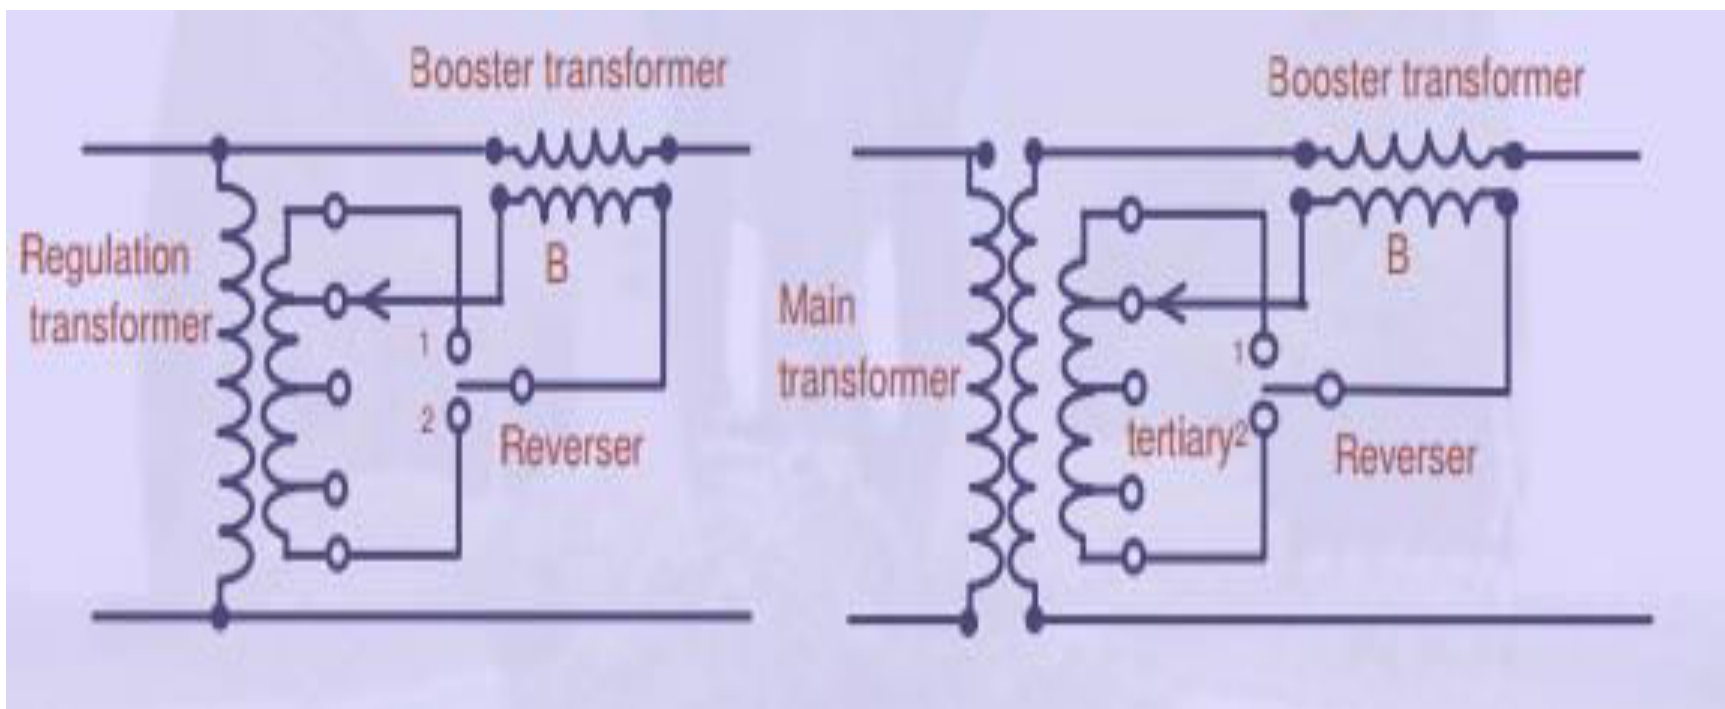 Booster transformer
Regulation
transformer
B
1
2
Reverser
Booster transformer
Main
transformer
B
1
tertiary2
Reverser